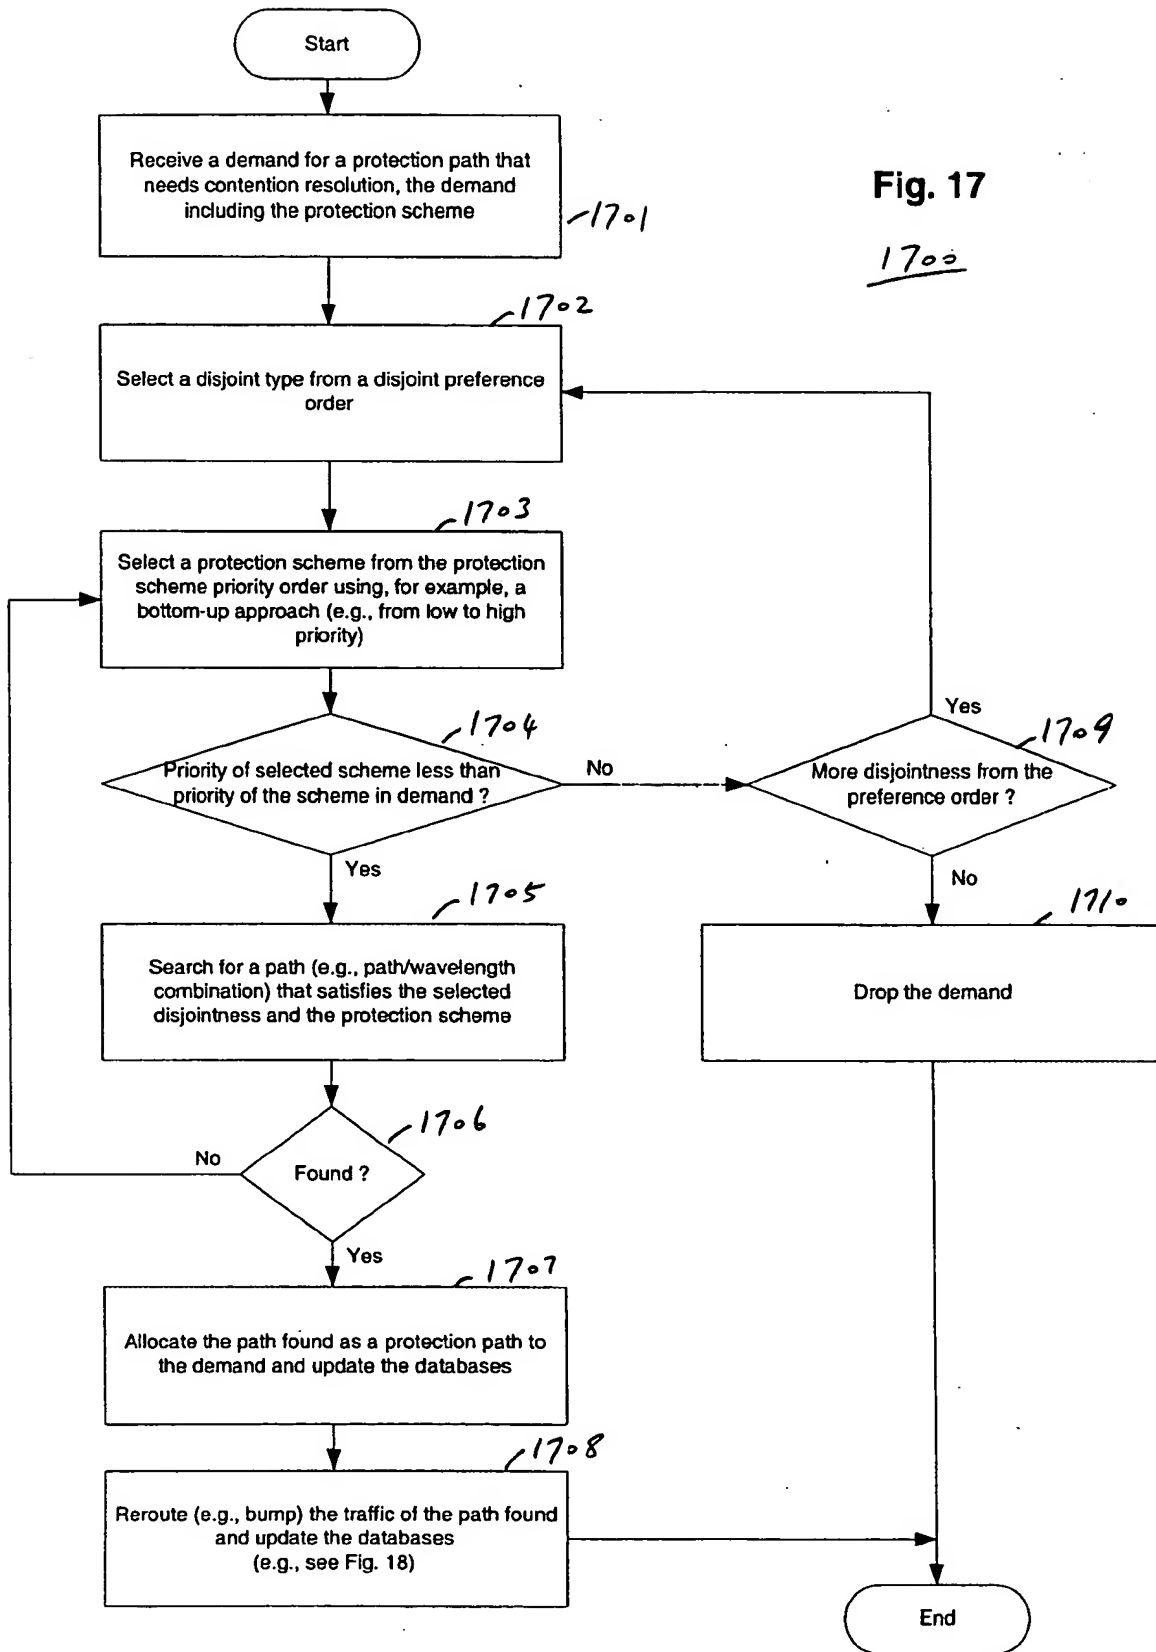 Start
Receive a demand for a protection path that
needs contention resolution, the demand
including the protection scheme
1701
Fig. 17
1700
1702
Select a disjoint type from a disjoint preference
order
1703
Select a protection scheme from the protection
scheme priority order using, for example, a
bottom-up approach (e.g., from low to high
priority)
1704
Priority of selected scheme less than
priority of the scheme in demand ?
No
Yes
Yes
1709
More disjointness from the
preference order ?
No
1705
Search for a path (e.g., path/wavelength
combination) that satisfies the selected
disjointness and the protection scheme
1710
Drop the demand
1706
Found ?
No
Yes
1707
Allocate the path found as a protection path to
the demand and update the databases
1708
Reroute (e.g., bump) the traffic of the path found
and update the databases
(e.g., see Fig. 18)
End